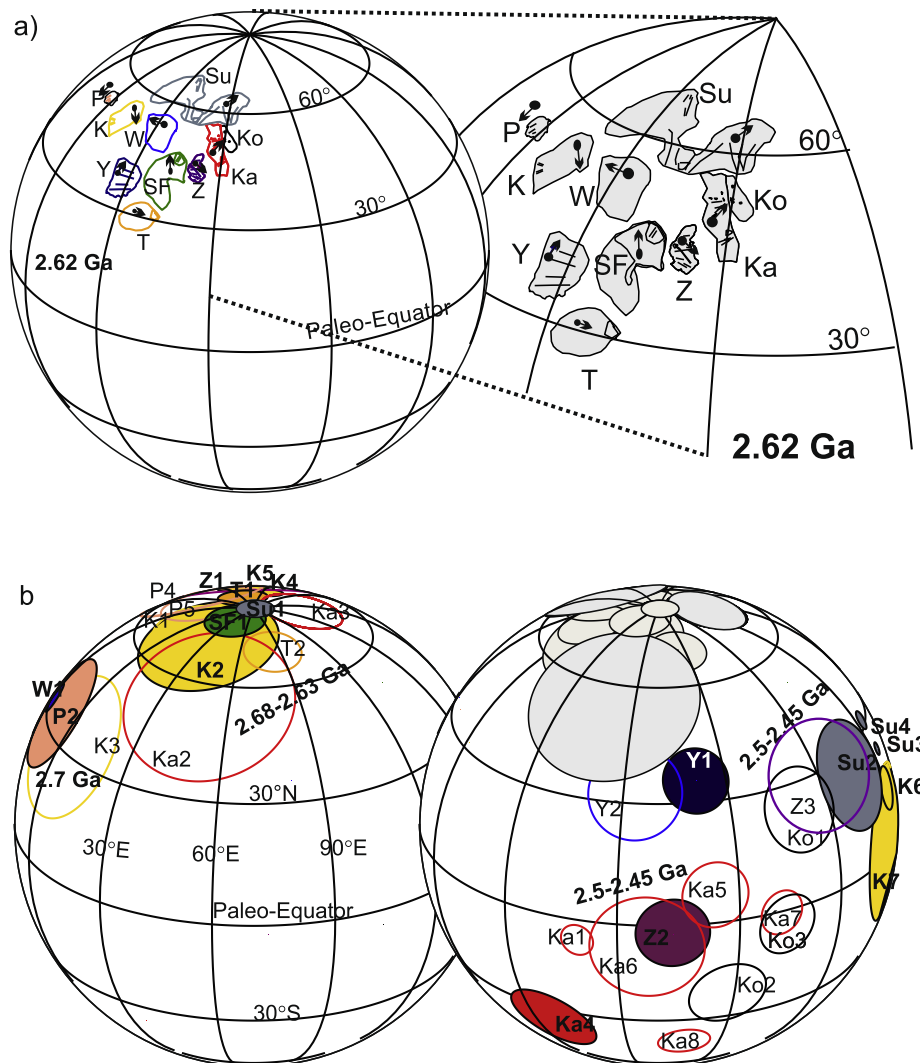 a)
Su
60°
P
K
W
Ko
Y
SF
Z
Ka
30°
T
2.62 Ga
Paleo-Equator
Su
60°
P
K
W
Ko
Y
SF
Z
Ka
30°
T
2.62 Ga
b
K5
Z1
T1
K4
P4
P5
Su1
Ka3
K1
SF1
T2
K2
W1
P2
2.68-2.63 Ga
K3
Ka2
2.7 Ga
30°N
30°E
60°E
90°E
Paleo-Equator
30°S
2.5-2.45 Ga
Su4
Su3
Su2
Y1
K6
Y2
Z3
Ko1
2.5-2.45 Ga
K7
Ka5
Ka7
Ka1
Z2
Ko3
Ka6
Ko2
Ka4
Ka8